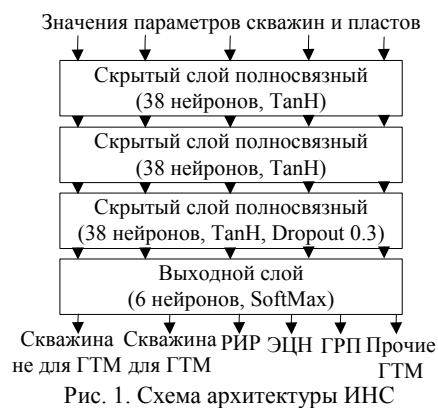 Значения параметров скважин и пластов
Скрытый слой полносвязный
(38 нейронов, TanH)
Скрытый слой полносвязный
(38 нейронов, TanH)
Скрытый слой полносвязный
(38 нейронов, TanH, Dropout 0.3)
Выходной слой
(6 нейронов, SoftMax)
Скважина не для ГТМ
Скважина для ГТМ
РИР
ЭЦН
ГРП
Прочие ГТМ
Рис. 1. Схема архитектуры ИНС